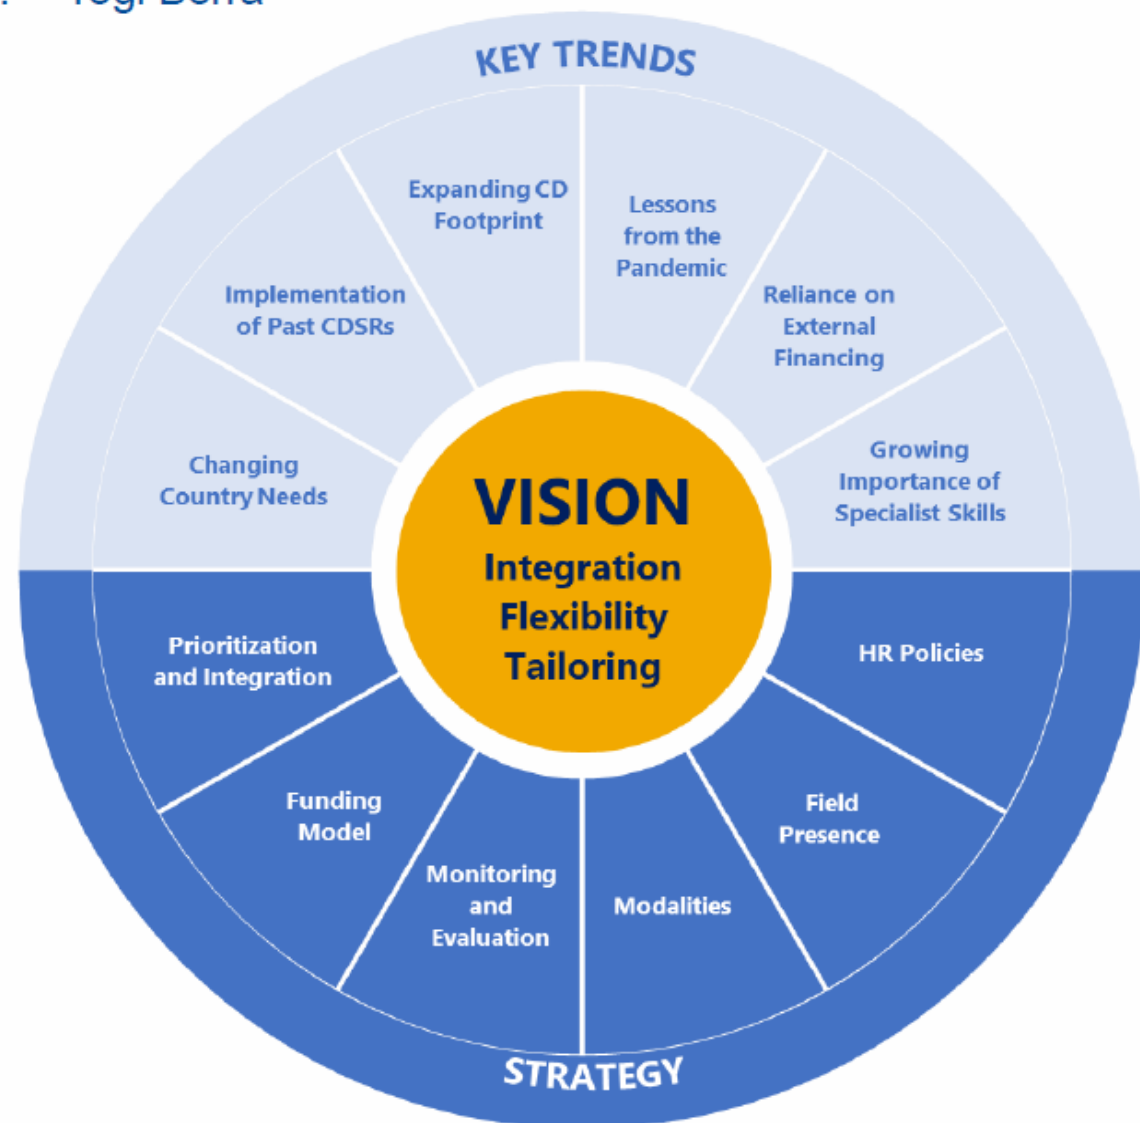 KEY TRENDS
Expanding CD
Footprint
Lessons
from the
Pandemic
Implementation
of Past CDSRs
Reliance on
External
Financing
Changing
Country Needs
Growing
Importance of
Specialist Skills
VISION
Integration
Flexibility
Tailoring
Prioritization
and Integration
HR Policies
Funding
Model
Field
Presence
Monitoring
and
Evaluation
Modalities
STRATEGY